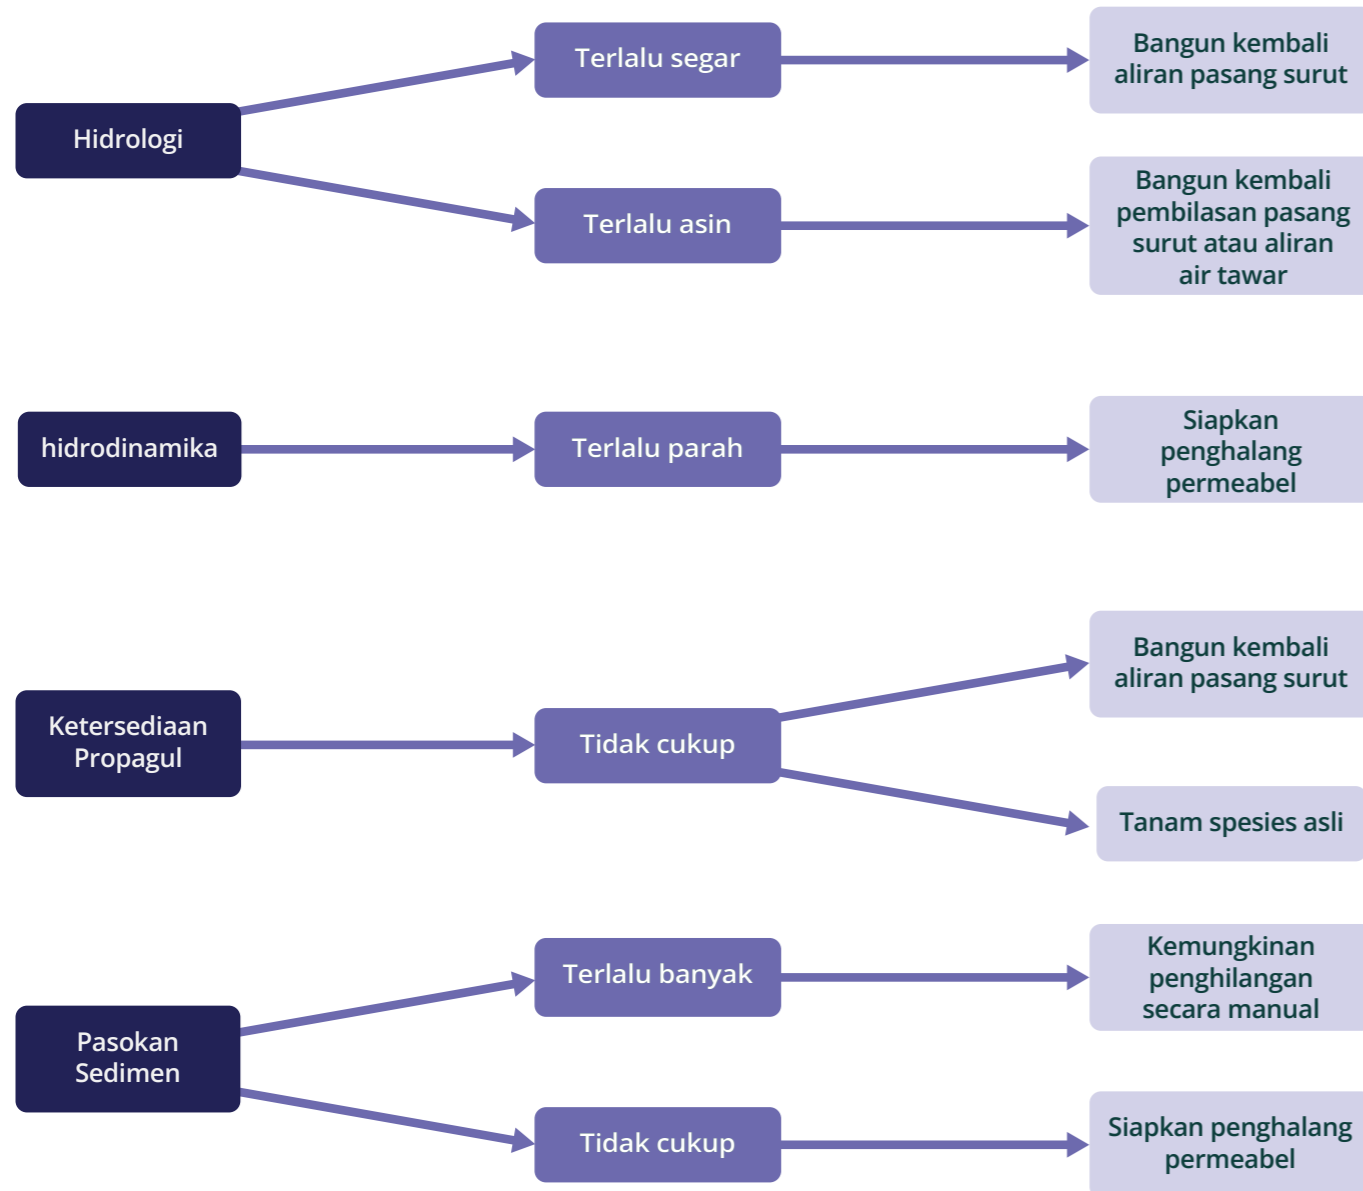 Hidrologi
Terlalu segar
Bangun kembali
aliran pasang surut
Terlalu asin
Bangun kembali
pembilasan pasang
surut atau aliran
air tawar
hidrodinamika
Terlalu parah
Siapkan
penghalang
permeabel
Ketersediaan
Propagul
Tidak cukup
Bangun kembali
aliran pasang surut
Tanam spesies asli
Pasokan
Sedimen
Terlalu banyak
Kemungkinan
penghilangan
secara manual
Tidak cukup
Siapkan penghalang
permeabel